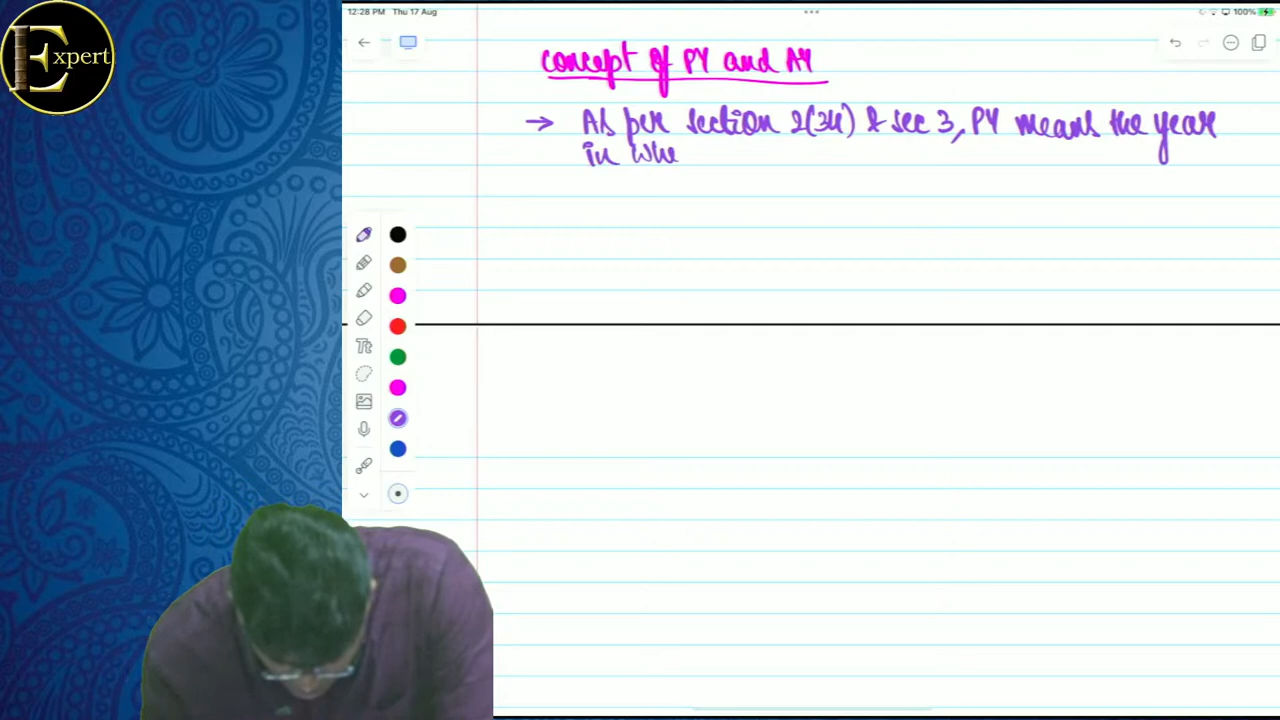 Expert
12:28 PM Thu 17 Aug
100%
concept of PY and AY
→ As per section 2(34) & sec 3, PY means the year
in whe
Tt